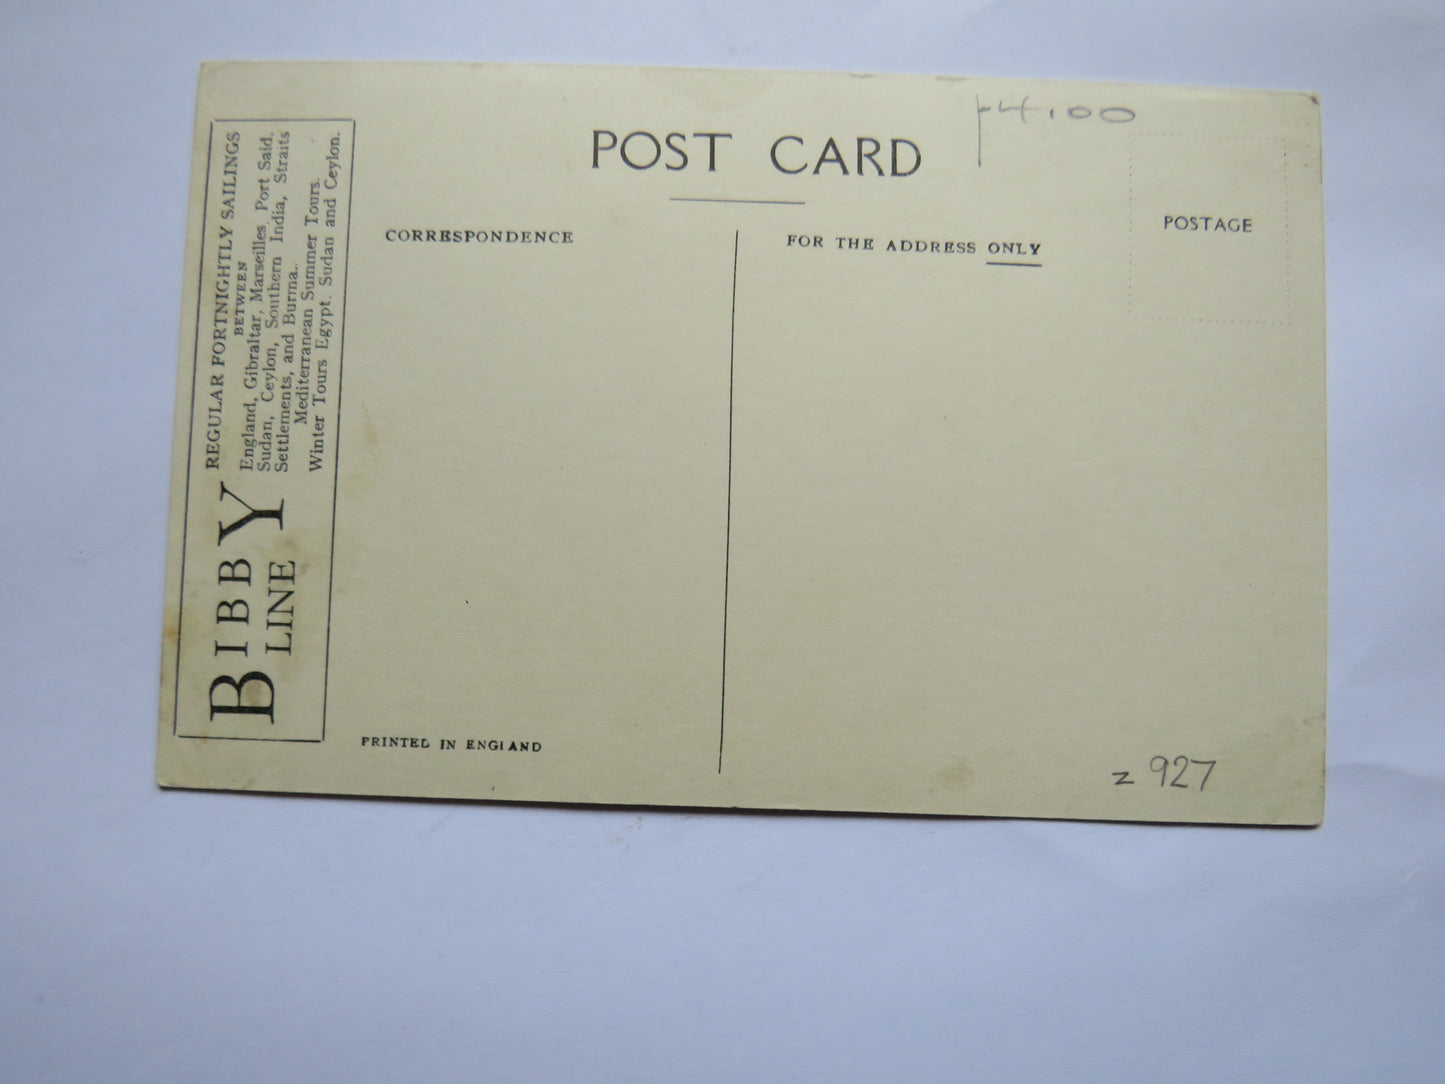 POST CARD
CORRESPONDENCE
FOR THE ADDRESS ONLY
POSTAGE
BIBBY
LINE
REGULAR FORTNIGHTLY SAILINGS
BETWEEN
England, Gibraltar, Marseilles, Port Said,
Sudan, Ceylon, Southern India, Straits
Settlements, and Burma.
Mediterranean Summer Tours.
Winter Tours Egypt. Sudan and Ceylon.
PRINTED IN ENGLAND
4.00
z 927